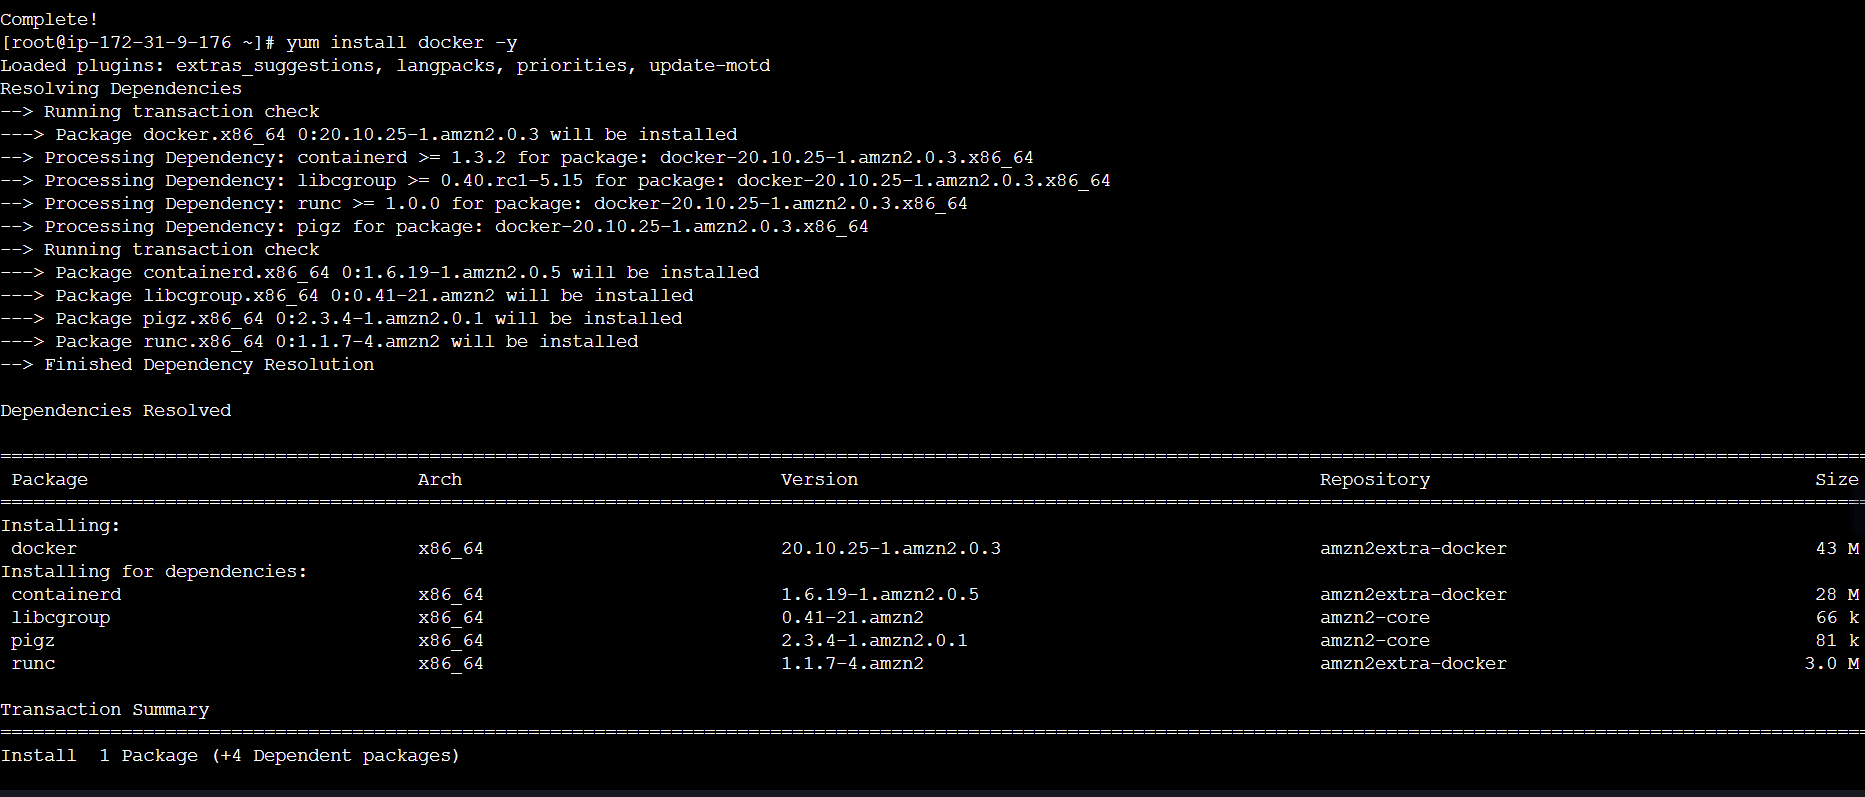 Complete!
[root@ip-172-31-9-176 ~]# yum install docker -y
Loaded plugins: extras_suggestions, langpacks, priorities, update-motd
Resolving Dependencies
--> Running transaction check
---> Package docker.x86_64 0:20.10.25-1.amzn2.0.3 will be installed
--> Processing Dependency: containerd >= 1.3.2 for package: docker-20.10.25-1.amzn2.0.3.x86_64
--> Processing Dependency: libcgroup >= 0.40.rc1-5.15 for package: docker-20.10.25-1.amzn2.0.3.x86_64
--> Processing Dependency: runc >= 1.0.0 for package: docker-20.10.25-1.amzn2.0.3.x86_64
--> Processing Dependency: pigz for package: docker-20.10.25-1.amzn2.0.3.x86_64
--> Running transaction check
---> Package containerd.x86_64 0:1.6.19-1.amzn2.0.5 will be installed
---> Package libcgroup.x86_64 0:0.41-21.amzn2 will be installed
---> Package pigz.x86_64 0:2.3.4-1.amzn2.0.1 will be installed
---> Package runc.x86_64 0:1.1.7-4.amzn2 will be installed
--> Finished Dependency Resolution
Dependencies Resolved
Package Arch Version Repository Size
Installing:
docker x86_64 20.10.25-1.amzn2.0.3 amzn2extra-docker 43 M
Installing for dependencies:
containerd x86_64 1.6.19-1.amzn2.0.5 amzn2extra-docker 28 M
libcgroup x86_64 0.41-21.amzn2 amzn2-core 66 k
pigz x86_64 2.3.4-1.amzn2.0.1 amzn2-core 81 k
runc x86_64 1.1.7-4.amzn2 amzn2extra-docker 3.0 M
Transaction Summary
Install 1 Package (+4 Dependent packages)